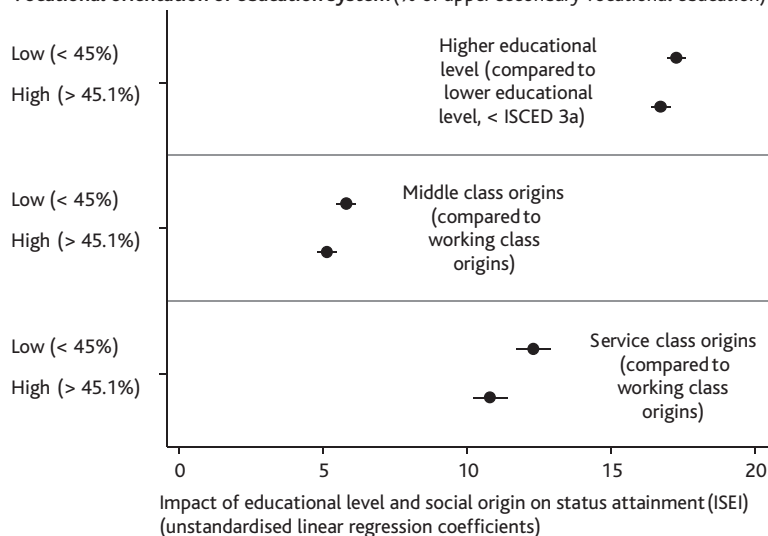 Vocational orientation of education system (% of upper secondary vocational education)
Low (< 45%)
High (> 45.1%)
Higher educational
level (compared to
lower educational
level, < ISCED 3a)
Low (< 45%)
High (> 45.1%)
Middle class origins
(compared to
working class
origins)
Low (< 45%)
High (> 45.1%)
Service class origins
(compared to
working class
origins)
0 5 10 15 20
Impact of educational level and social origin on status attainment (ISEI)
(unstandardised linear regression coefficients)